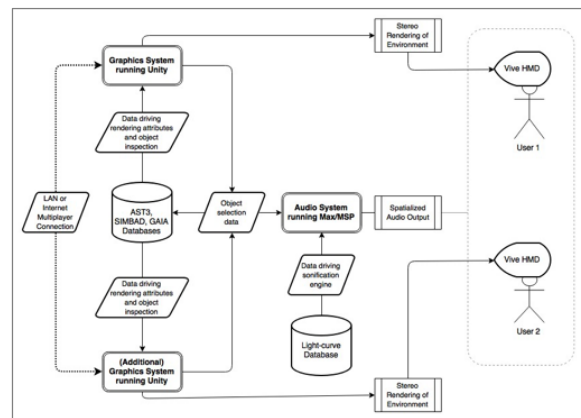 Graphics System
running Unity
Stereo
Rendering of
Environment
Vive HMD
User 1
Data driving
rendering attributes
and object
inspection
LAN or
Internet
Multiplayer
Connection
AST3,
SIMBAD, GAIA
Databases
Object
selection
data
Audio System
running Max/MSP
Spatialized
Audio Output
Data driving
rendering attributes
and object
inspection
Data driving
sonification
engine
Vive HMD
User 2
Light-curve
Database
(Additional)
Graphics System
running Unity
Stereo
Rendering of
Environment